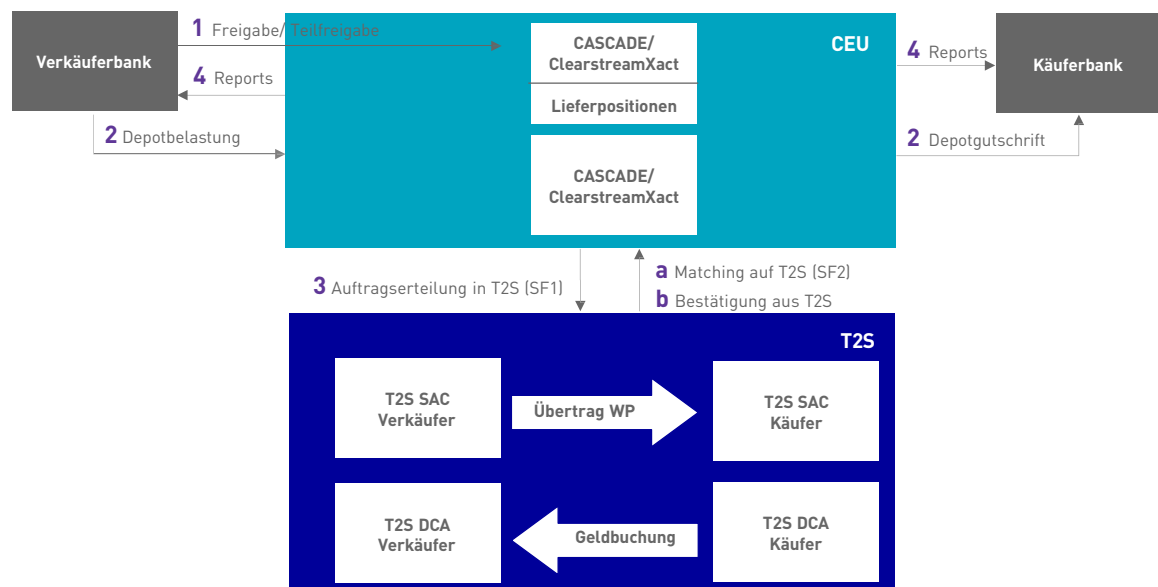 1 Freigabe/ Teilfreigabe
Verkäuferbank
4 Reports
2 Depotbelastung
CASCADE/
ClearstreamXact
Lieferpositionen
CASCADE/
ClearstreamXact
CEU
4 Reports
Käuferbank
2 Depotgutschrift
3 Auftragserteilung in T2S (SF1)
a Matching auf T2S (SF2)
b Bestätigung aus T2S
T2S
T2S SAC
Verkäufer
Übertrag WP
T2S SAC
Käufer
T2S DCA
Verkäufer
Geldbuchung
T2S DCA
Käufer